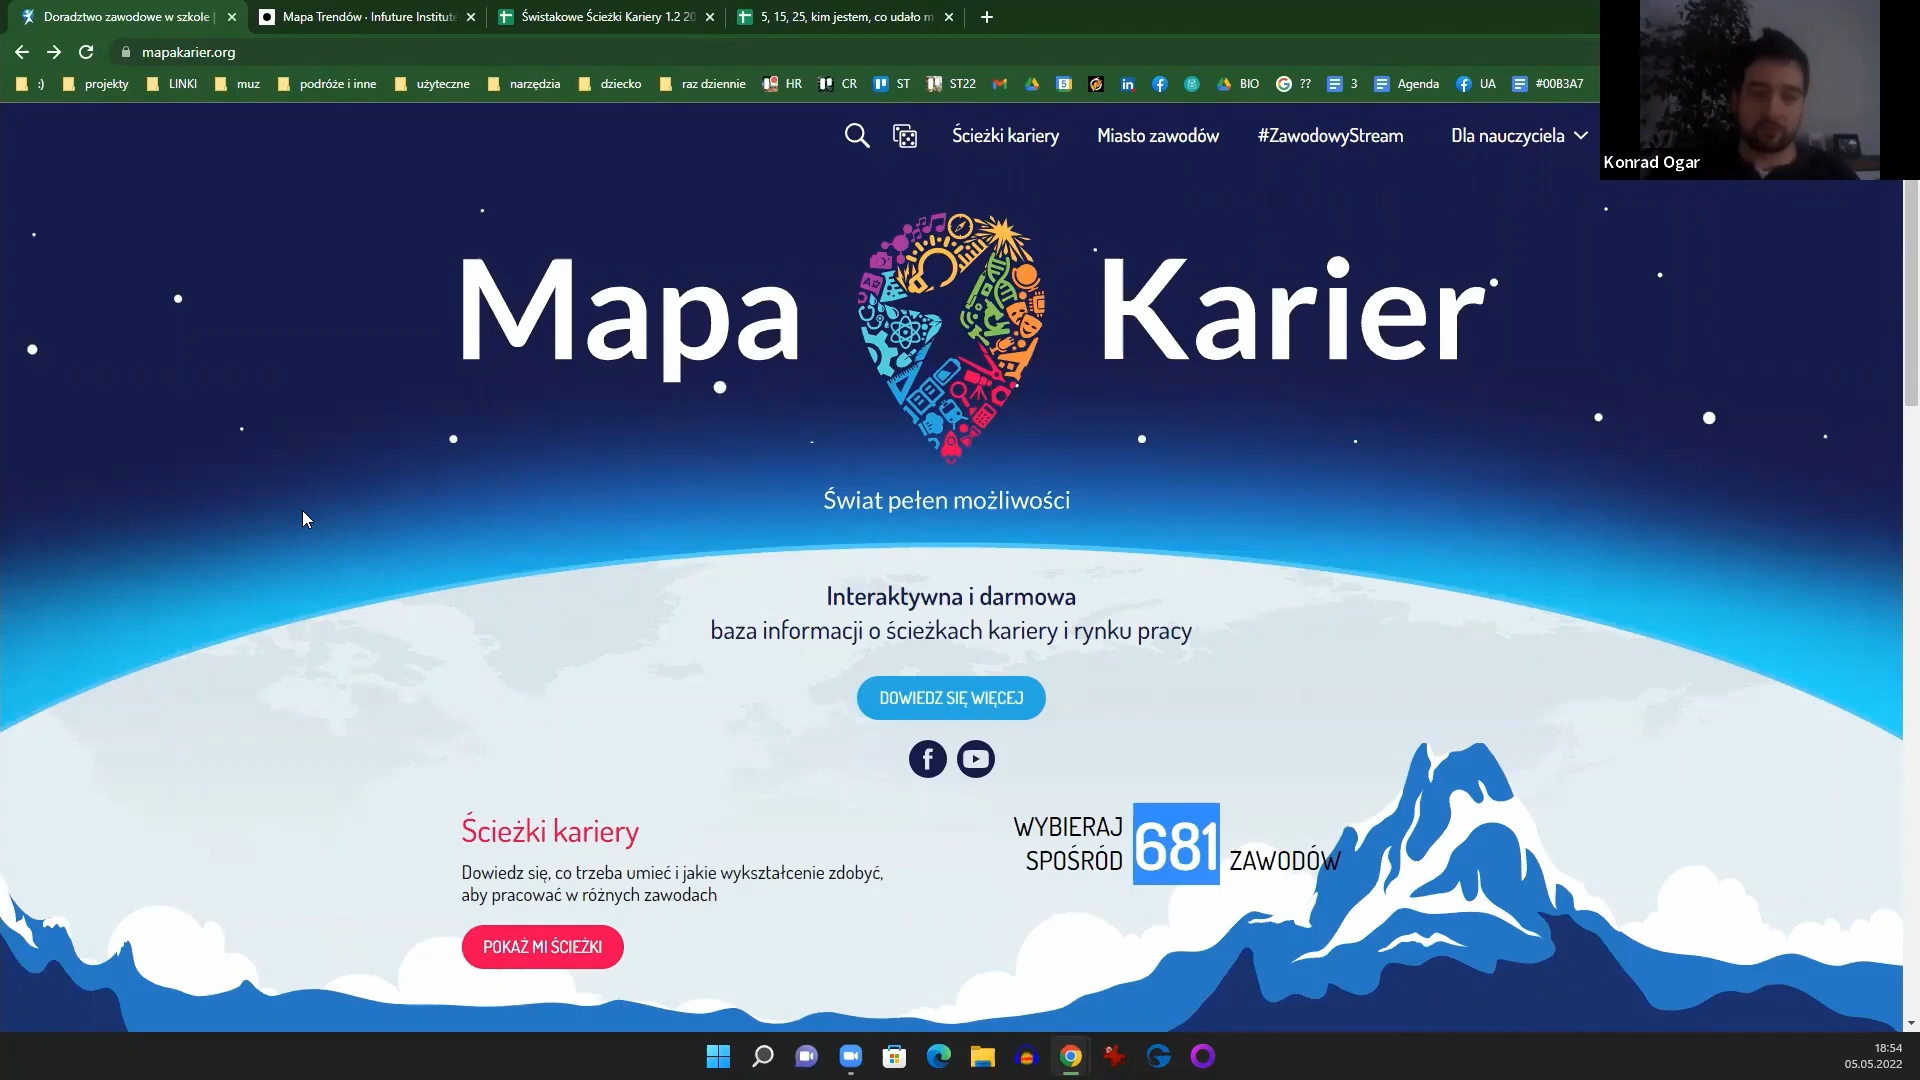 Doradztwo zawodowe w szkole |
Mapa Trendów · Infuture Institute
Świstakowe Ścieżki Kariery 1.2 20
5, 15, 25, kim jestem, co udało m
mapakarier.org
:)
projekty
LINKI
muz
podróże i inne
użyteczne
narzędzia
dziecko
raz dziennie
HR
CR
ST
ST22
BIO
??
3
Agenda
UA
#00B3A7
Ścieżki kariery
Miasto zawodów
#ZawodowyStream
Dla nauczyciela
Konrad Ogar
Mapa Karier
Świat pełen możliwości
Interaktywna i darmowa
baza informacji o ścieżkach kariery i rynku pracy
DOWIEDZ SIĘ WIĘCEJ
Ścieżki kariery
Dowiedz się, co trzeba umieć i jakie wykształcenie zdobyć,
aby pracować w różnych zawodach
POKAŻ MI ŚCIEŻKI
WYBIERAJ
SPOŚRÓD 681 ZAWODÓW
18:54
05.05.2022